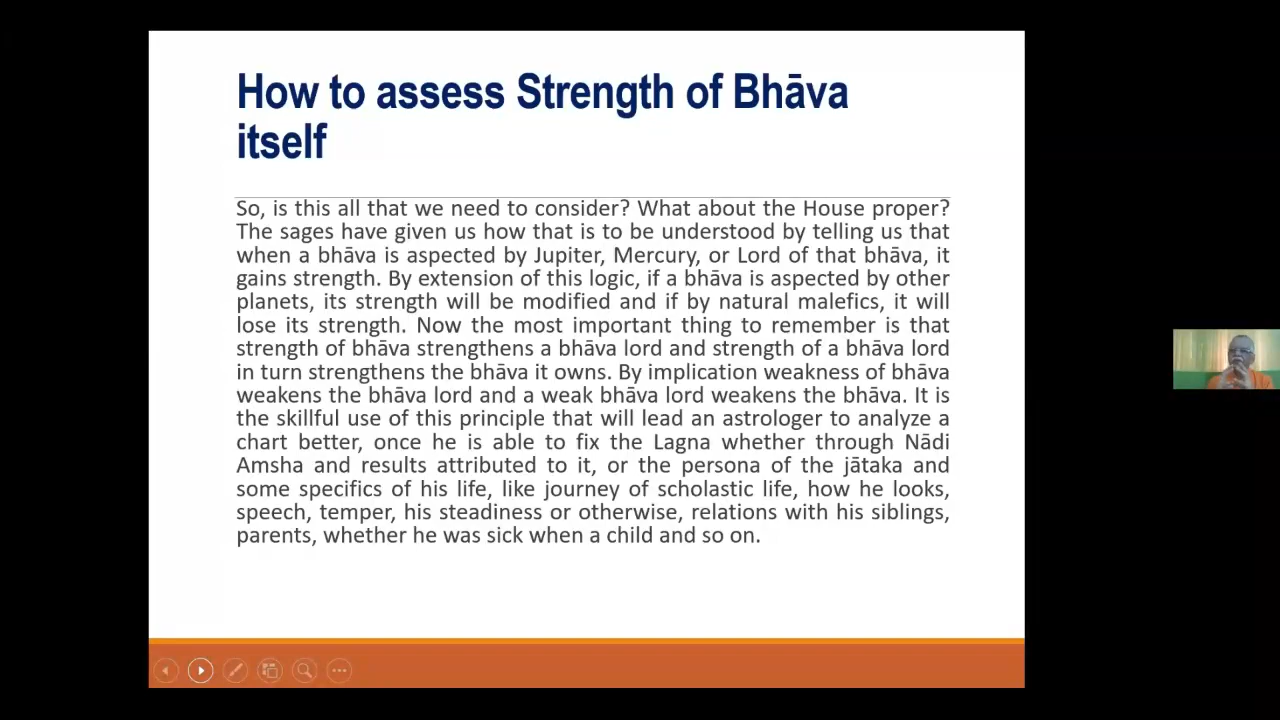 How to assess Strength of Bhāva
itself
So, is this all that we need to consider? What about the House proper?
The sages have given us how that is to be understood by telling us that
when a bhāva is aspected by Jupiter, Mercury, or Lord of that bhāva, it
gains strength. By extension of this logic, if a bhāva is aspected by other
planets, its strength will be modified and if by natural malefics, it will
lose its strength. Now the most important thing to remember is that
strength of bhāva strengthens a bhāva lord and strength of a bhāva lord
in turn strengthens the bhāva it owns. By implication weakness of bhāva
weakens the bhāva lord and a weak bhāva lord weakens the bhāva. It is
the skillful use of this principle that will lead an astrologer to analyze a
chart better, once he is able to fix the Lagna whether through Nādi
Amsha and results attributed to it, or the persona of the jātaka and
some specifics of his life, like journey of scholastic life, how he looks,
speech, temper, his steadiness or otherwise, relations with his siblings,
parents, whether he was sick when a child and so on.